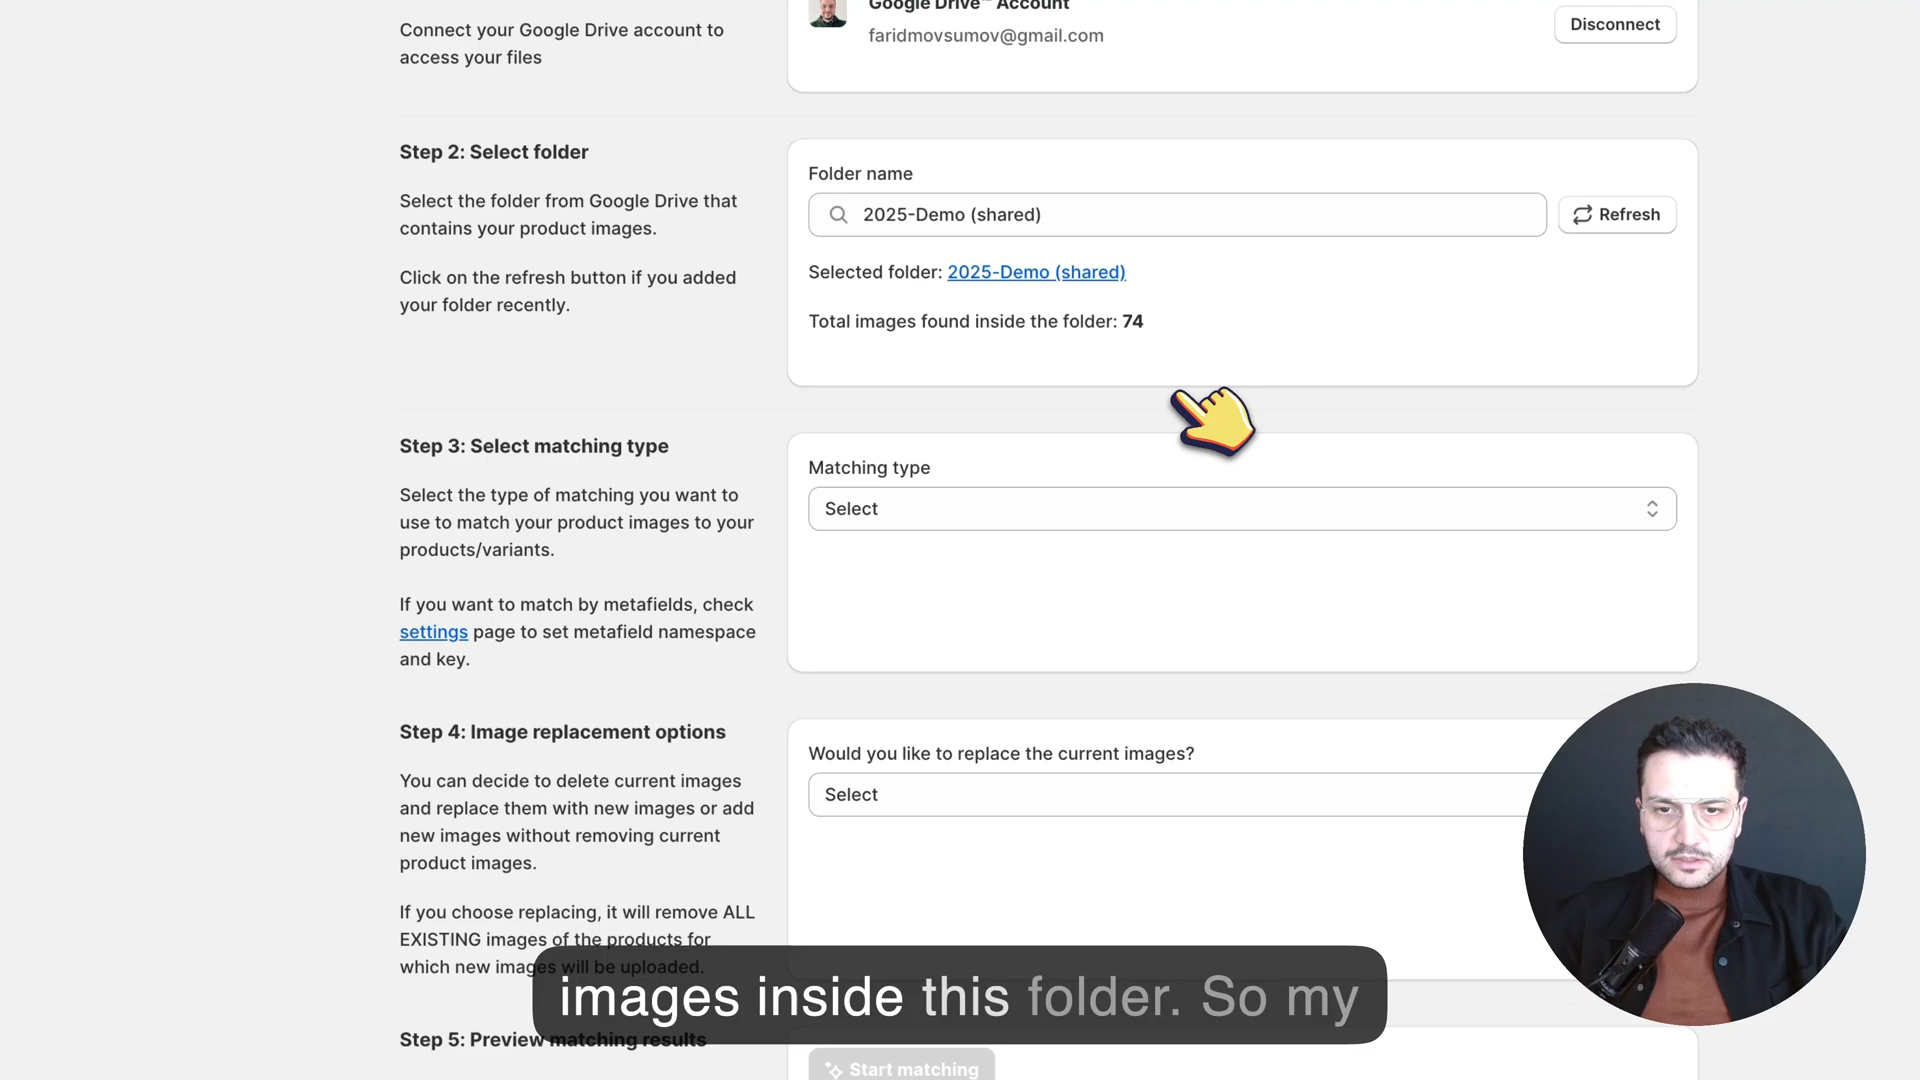 Google Drive™ Account
Connect your Google Drive account to
access your files
faridmovsumov@gmail.com
Disconnect
Step 2: Select folder
Select the folder from Google Drive that
contains your product images.
Click on the refresh button if you added
your folder recently.
Folder name
2025-Demo (shared)
Refresh
Selected folder: 2025-Demo (shared)
Total images found inside the folder: 74
Step 3: Select matching type
Select the type of matching you want to
use to match your product images to your
products/variants.
If you want to match by metafields, check
settings page to set metafield namespace
and key.
Matching type
Select
Step 4: Image replacement options
You can decide to delete current images
and replace them with new images or add
new images without removing current
product images.
If you choose replacing, it will remove ALL
EXISTING images of the products for
which new images will be uploaded.
Would you like to replace the current images?
Select
images inside this folder. So my
Step 5: Preview matching results
Start matching